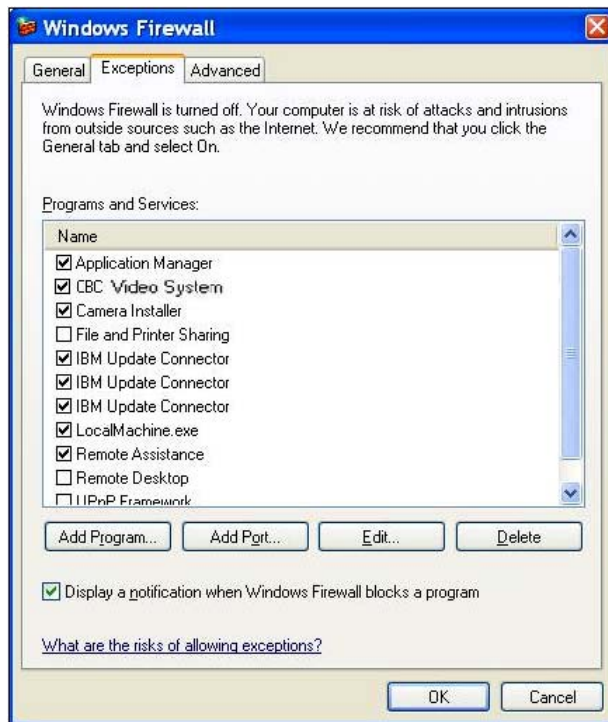 Windows Firewall
General Exceptions Advanced
Windows Firewall is turned off. Your computer is at risk of attacks and intrusions
from outside sources such as the Internet. We recommend that you click the
General tab and select On.
Programs and Services:
Name
Application Manager
CBC Video System
Camera Installer
File and Printer Sharing
IBM Update Connector
IBM Update Connector
IBM Update Connector
LocalMachine.exe
Remote Assistance
Remote Desktop
UPnP Framework
Add Program... Add Port... Edit... Delete
Display a notification when Windows Firewall blocks a program
What are the risks of allowing exceptions?
OK Cancel